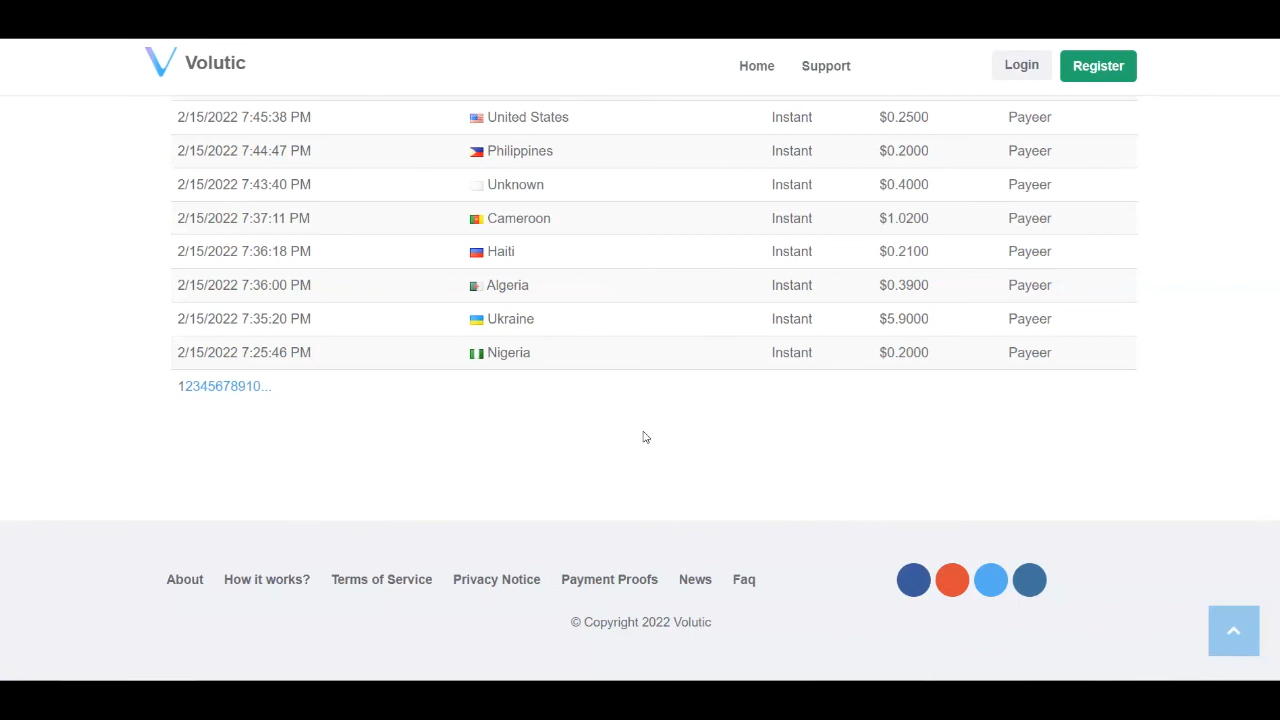 Volutic
Home Support Login Register
2/15/2022 7:45:38 PM United States Instant $0.2500 Payeer
2/15/2022 7:44:47 PM Philippines Instant $0.2000 Payeer
2/15/2022 7:43:40 PM Unknown Instant $0.4000 Payeer
2/15/2022 7:37:11 PM Cameroon Instant $1.0200 Payeer
2/15/2022 7:36:18 PM Haiti Instant $0.2100 Payeer
2/15/2022 7:36:00 PM Algeria Instant $0.3900 Payeer
2/15/2022 7:35:20 PM Ukraine Instant $5.9000 Payeer
2/15/2022 7:25:46 PM Nigeria Instant $0.2000 Payeer
12345678910...
About How it works? Terms of Service Privacy Notice Payment Proofs News Faq
© Copyright 2022 Volutic